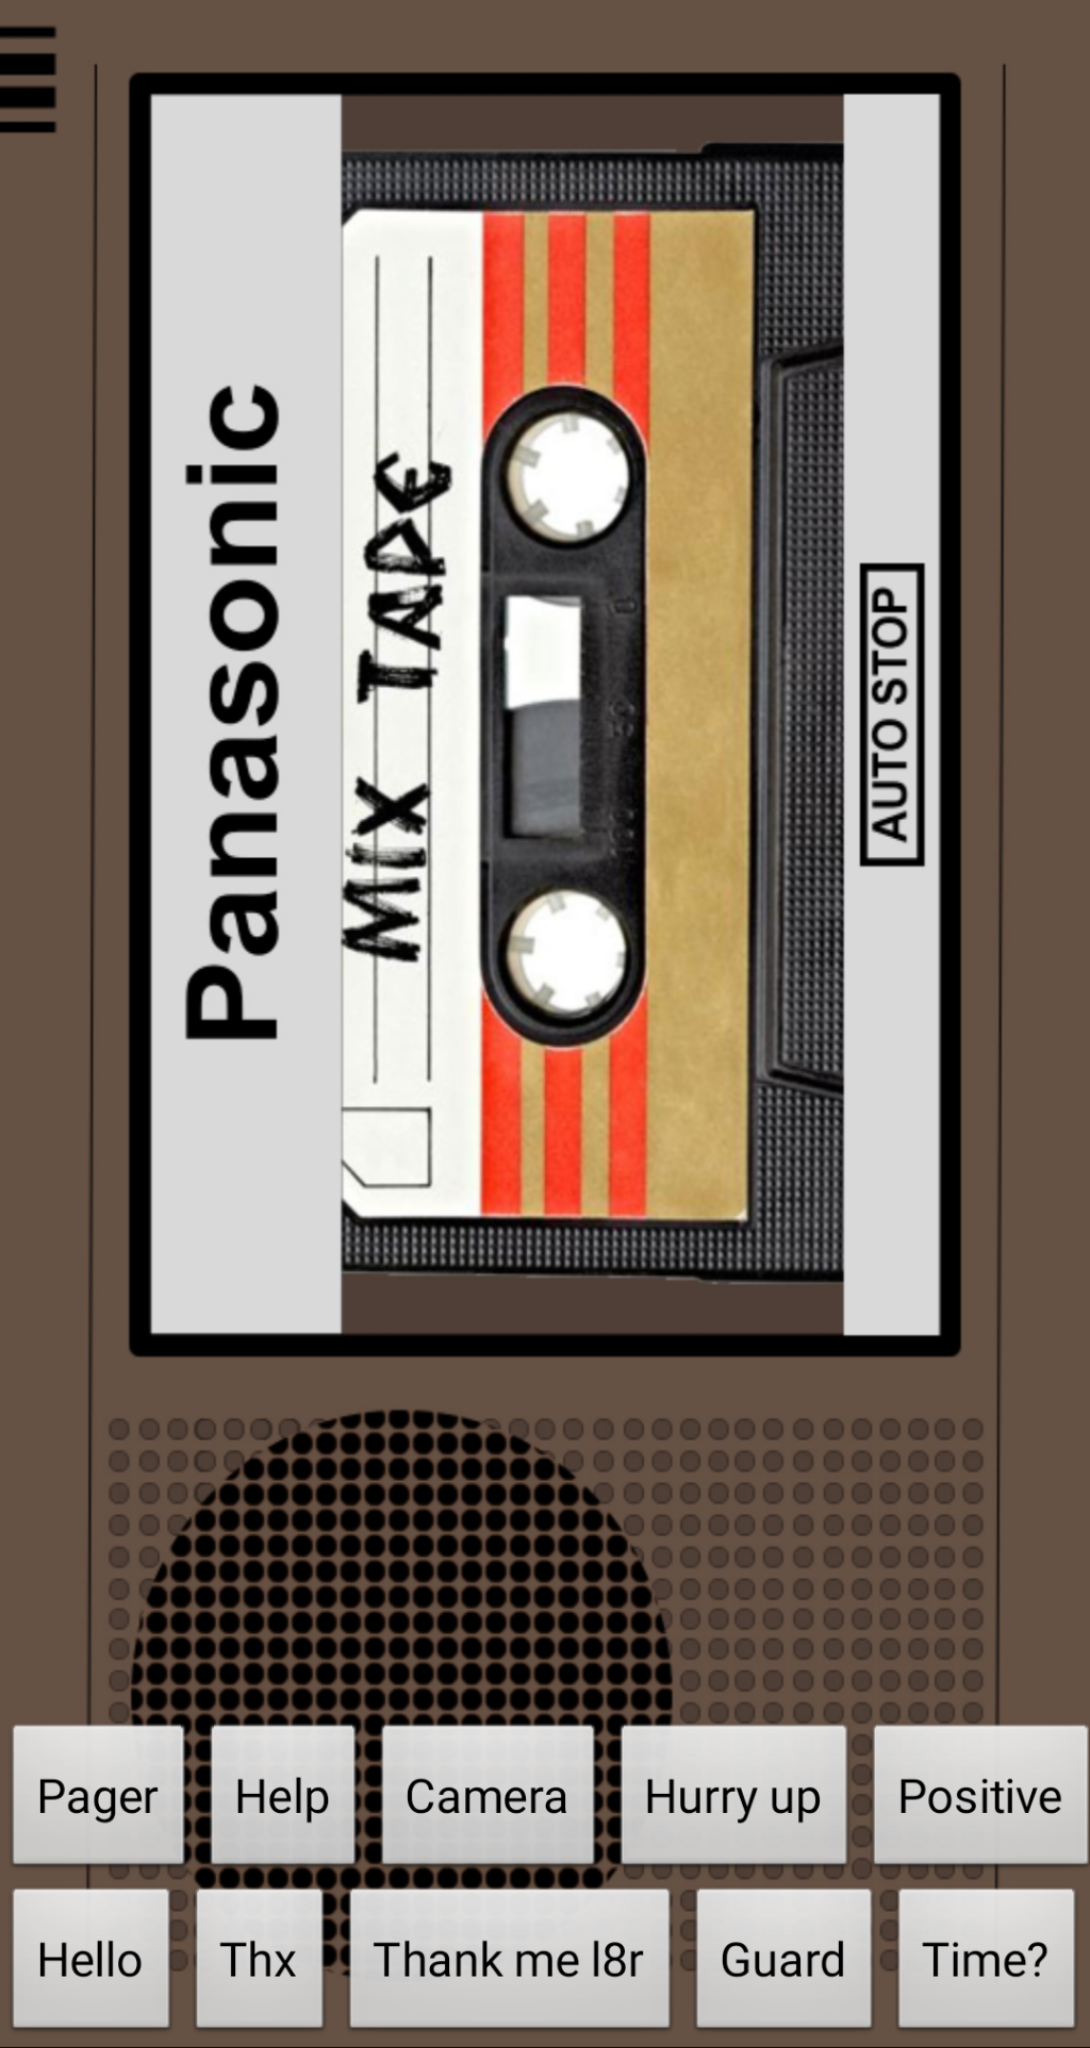 Panasonic
MIX TAPE
AUTO STOP
Pager
Help
Camera
Hurry up
Positive
Hello
Thx
Thank me l8r
Guard
Time?